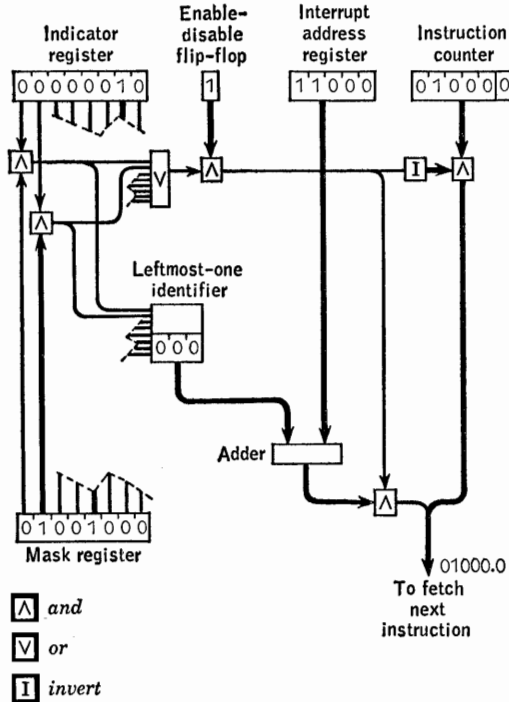 Indicator
register
Enable-
disable
flip-flop
Interrupt
address
register
Instruction
counter
00000010
1
11000
010000
∧
∧
∨
∧
I
∧
Leftmost-one
identifier
000
Adder
∧
01001000
Mask register
01000.0
To fetch
next
instruction
∧ and
∨ or
I invert